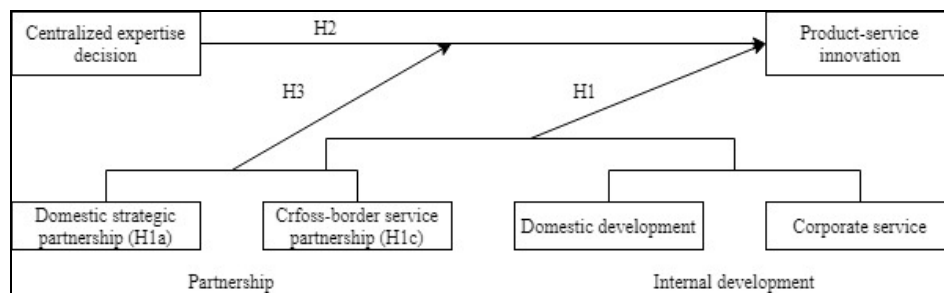 Centralized expertise
decision
H2
Product-service
innovation
H3
H1
Domestic strategic
partnership (H1a)
Crfoss-border service
partnership (H1c)
Domestic development
Corporate service
Partnership
Internal development